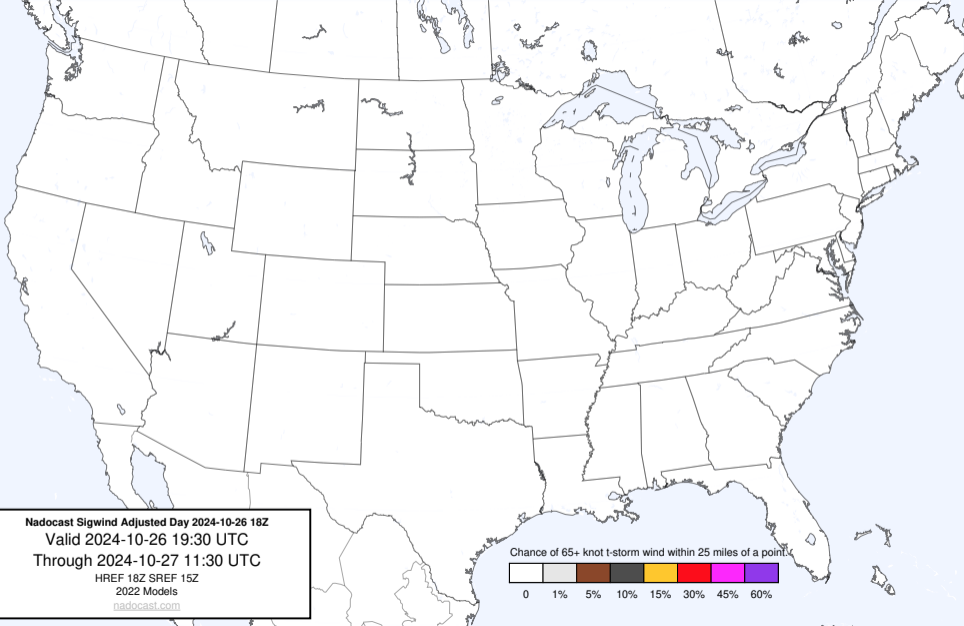 Nadocast Sigwind Adjusted Day 2024-10-26 18Z
Valid 2024-10-26 19:30 UTC
Through 2024-10-27 11:30 UTC
HREF 18Z SREF 15Z
2022 Models
nadocast.com
Chance of 65+ knot t-storm wind within 25 miles of a point.
0 1% 5% 10% 15% 30% 45% 60%